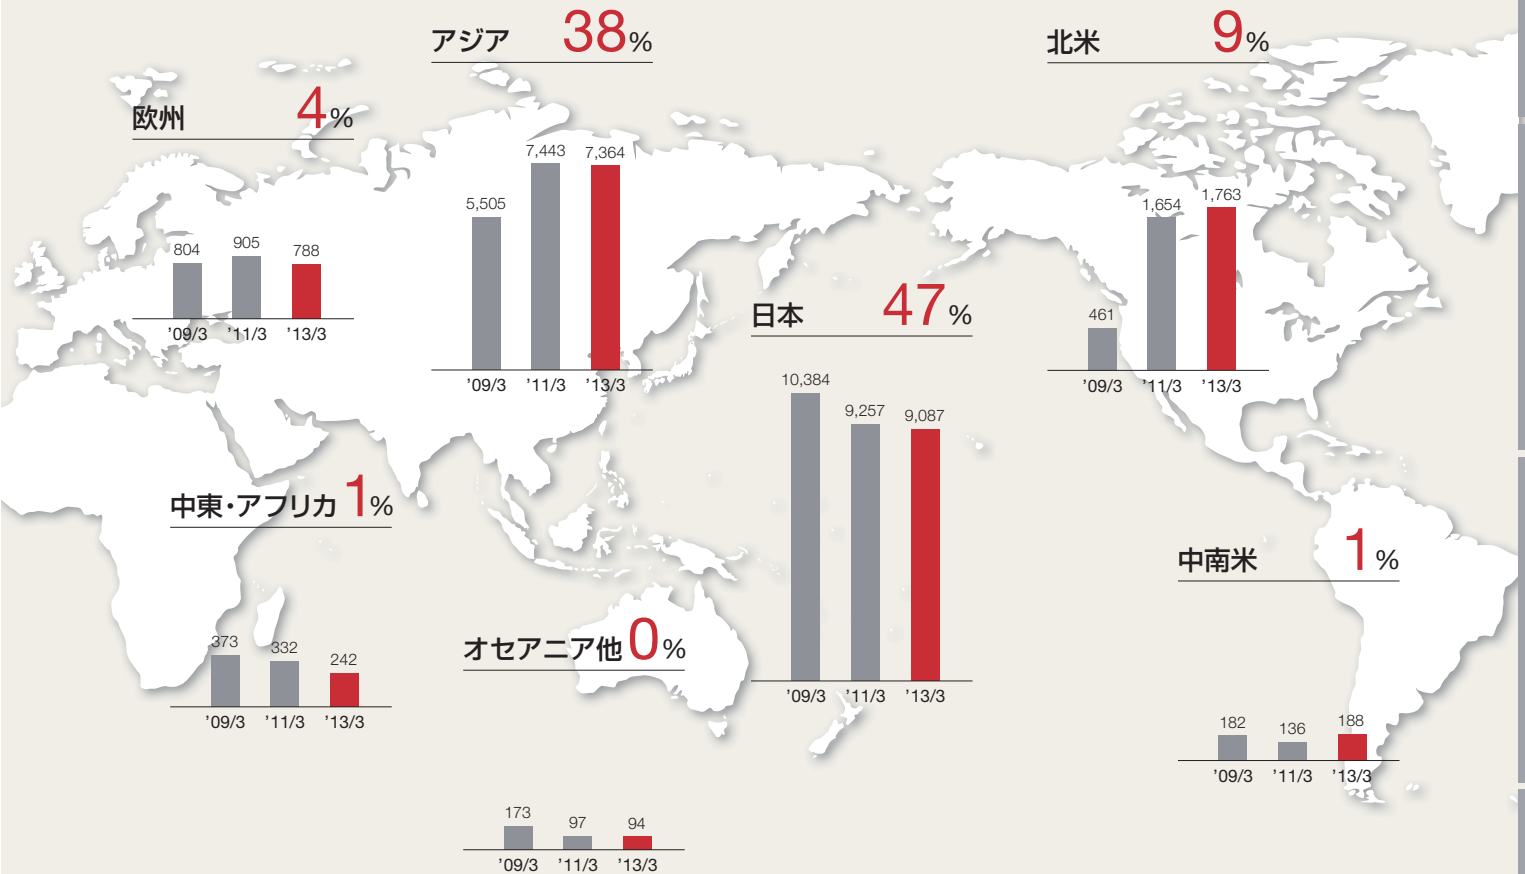 アジア 38%
5,505 7,443 7,364
’09/3 ’11/3 ’13/3
北米 9%
461 1,654 1,763
’09/3 ’11/3 ’13/3
欧州 4%
804 905 788
’09/3 ’11/3 ’13/3
日本 47%
10,384 9,257 9,087
’09/3 ’11/3 ’13/3
中東・アフリカ 1%
373 332 242
’09/3 ’11/3 ’13/3
中南米 1%
182 136 188
’09/3 ’11/3 ’13/3
オセアニア他 0%
173 97 94
’09/3 ’11/3 ’13/3